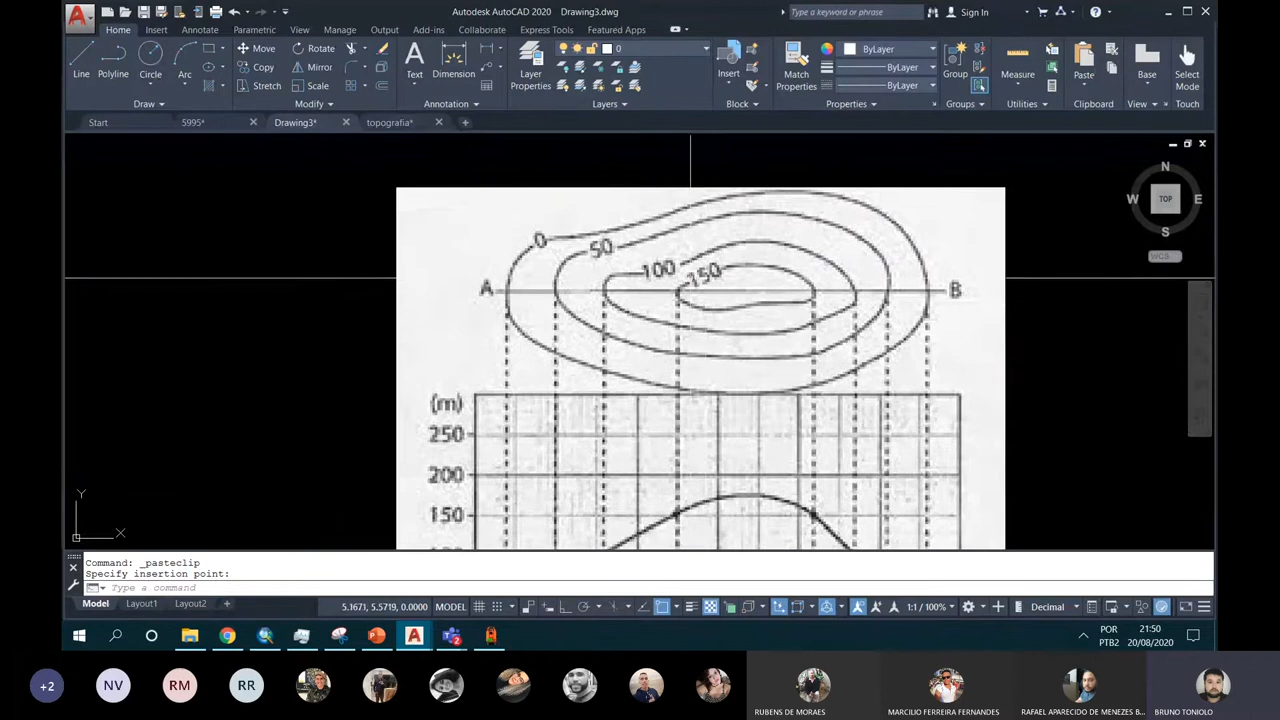 Autodesk AutoCAD 2020 Drawing3.dwg
Type a keyword or phrase
Sign In
Home Insert Annotate Parametric View Manage Output Add-ins Collaborate Express Tools Featured Apps
Line Polyline Circle Arc
Move Rotate
Copy Mirror
Stretch Scale
Text Dimension
Layer Properties
0
Insert
Match Properties
ByLayer
ByLayer
ByLayer
Group
Measure
Paste
Base
Select Mode
Draw Modify Annotation Layers Block Properties Groups Utilities Clipboard View Touch
Start 5995* Drawing3* topografia*
N
W TOP E
S
WCS
0
50
100
150
A B
(m)
250
200
150
Y
X
Command: _pasteclip
Specify insertion point:
Type a command
Model Layout1 Layout2
5.1671, 5.5719, 0.0000 MODEL 1:1 / 100% Decimal
POR
PTB2
21:50
20/08/2020
+2 NV RM RR
RUBENS DE MORAES MARCILIO FERREIRA FERNANDES RAFAEL APARECIDO DE MENEZES B... BRUNO TONIOLO